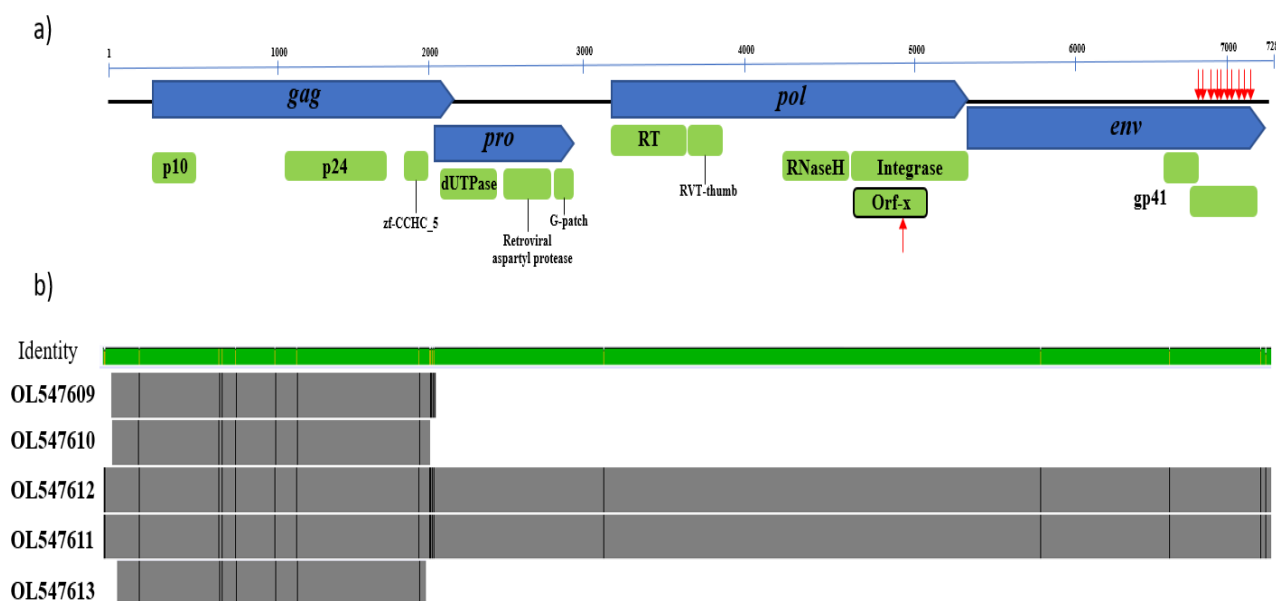 a)
1 1000 2000 3000 4000 5000 6000 7000 728
gag pol
pro env
p10 p24 zf-CCHC_5 dUTPase G-patch RT RVT-thumb RNaseH Integrase gp41
Retroviral
aspartyl protease
Orf-x
b)
Identity
OL547609
OL547610
OL547612
OL547611
OL547613